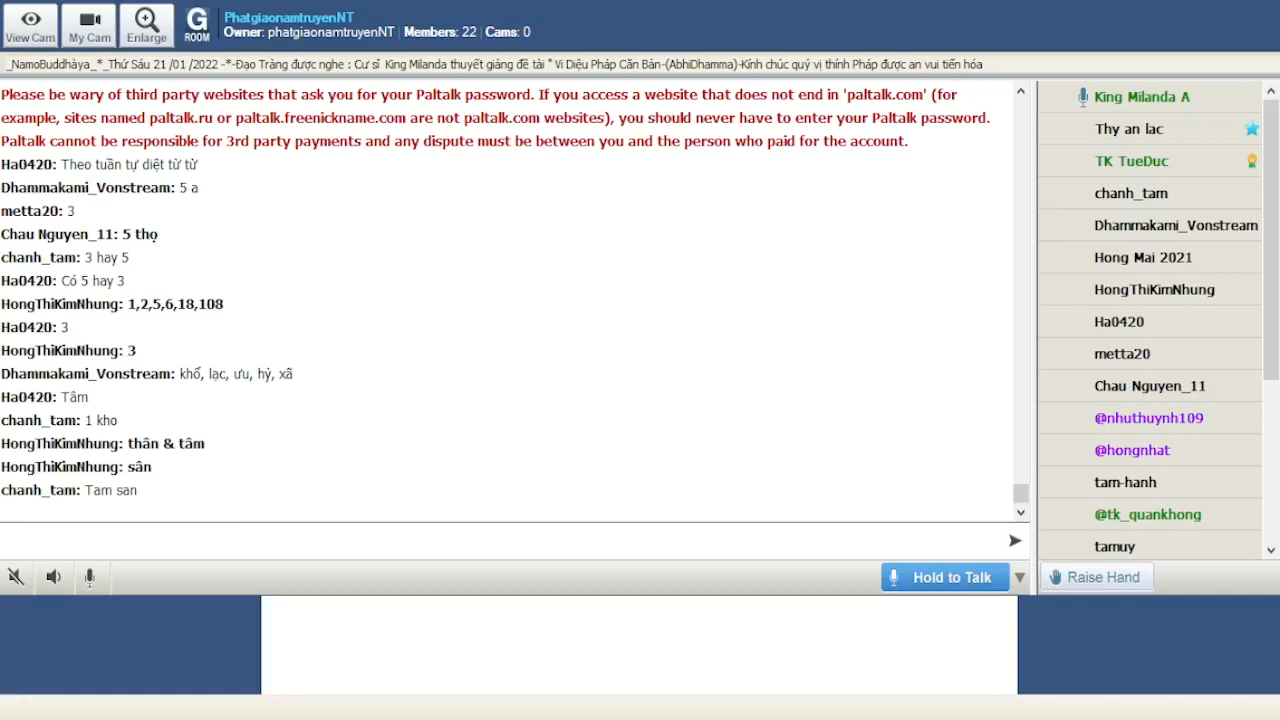 View Cam
My Cam
Enlarge
G
ROOM
PhatgiaonamtruyenNT
Owner: phatgiaonamtruyenNT | Members: 22 | Cams: 0
_NamoBuddhàya_*_Thứ Sáu 21 /01 /2022 -*-Đạo Tràng được nghe : Cư sĩ King Milanda thuyết giảng đề tài " Vi Diệu Pháp Căn Bản-(AbhiDhamma)-Kính chúc quý vị thính Pháp được an vui tiến hóa
Please be wary of third party websites that ask you for your Paltalk password. If you access a website that does not end in 'paltalk.com' (for
example, sites named paltalk.ru or paltalk.freenickname.com are not paltalk.com websites), you should never have to enter your Paltalk password.
Paltalk cannot be responsible for 3rd party payments and any dispute must be between you and the person who paid for the account.
Ha0420: Theo tuần tự diệt từ từ
Dhammakami_Vonstream: 5 a
metta20: 3
Chau Nguyen_11: 5 thọ
chanh_tam: 3 hay 5
Ha0420: Có 5 hay 3
HongThiKimNhung: 1,2,5,6,18,108
Ha0420: 3
HongThiKimNhung: 3
Dhammakami_Vonstream: khổ, lạc, ưu, hỷ, xã
Ha0420: Tâm
chanh_tam: 1 kho
HongThiKimNhung: thân & tâm
HongThiKimNhung: sân
chanh_tam: Tam san
Hold to Talk
King Milanda A
Thy an lac
TK TueDuc
chanh_tam
Dhammakami_Vonstream
Hong Mai 2021
HongThiKimNhung
Ha0420
metta20
Chau Nguyen_11
@nhuthuynh109
@hongnhat
tam-hanh
@tk_quankhong
tamuy
Raise Hand